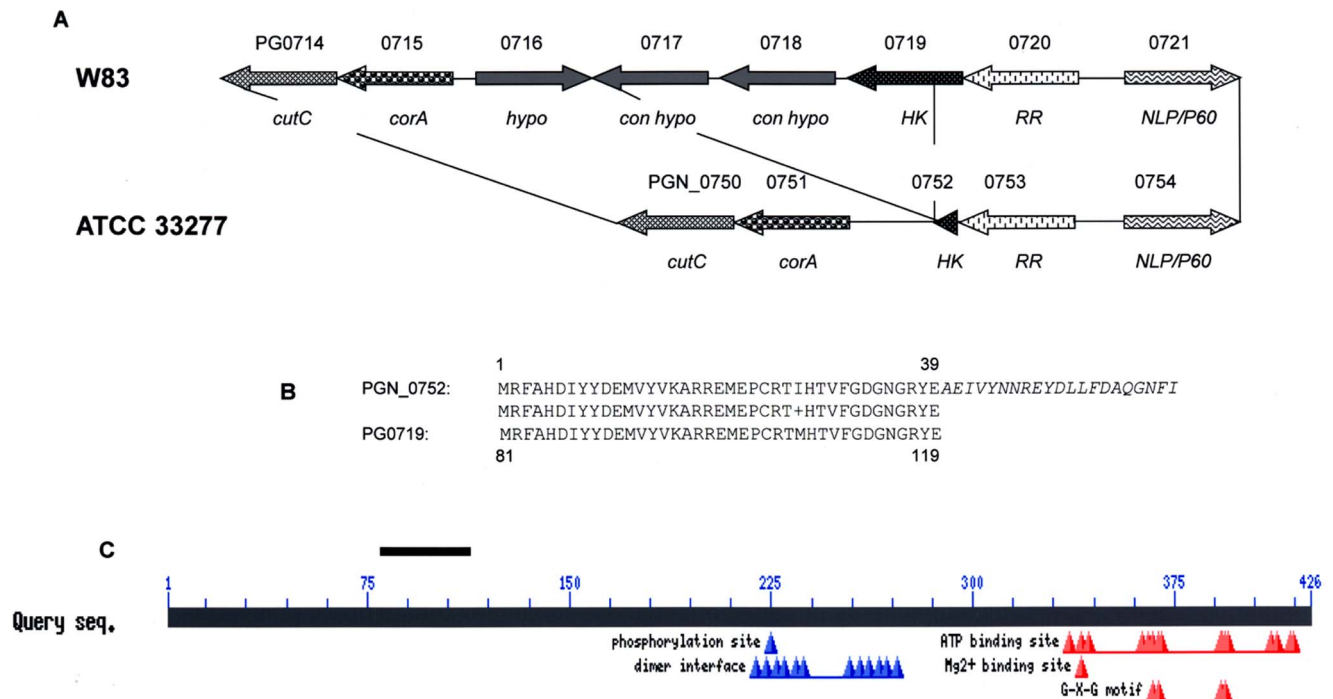 A
PG0714 0715 0716 0717 0718 0719 0720 0721
W83
cutC corA hypo con hypo con hypo HK RR NLP/P60
PGN_0750 0751 0752 0753 0754
ATCC 33277
cutC corA HK RR NLP/P60
1 39
B PGN_0752: MRFAHDIYYDEMVYVKARREMEPCRTIHTVFGDGNGRYEAEIVYNNREYDLLFDAQGNFI
MRFAHDIYYDEMVYVKARREMEPCRT+HTVFGDGNGRYE
PG0719: MRFAHDIYYDEMVYVKARREMEPCRTMHTVFGDGNGRYE
81 119
C
1 75 150 225 300 375 426
Query seq.
phosphorylation site ATP binding site
dimer interface Mg2+ binding site
G-X-G motif